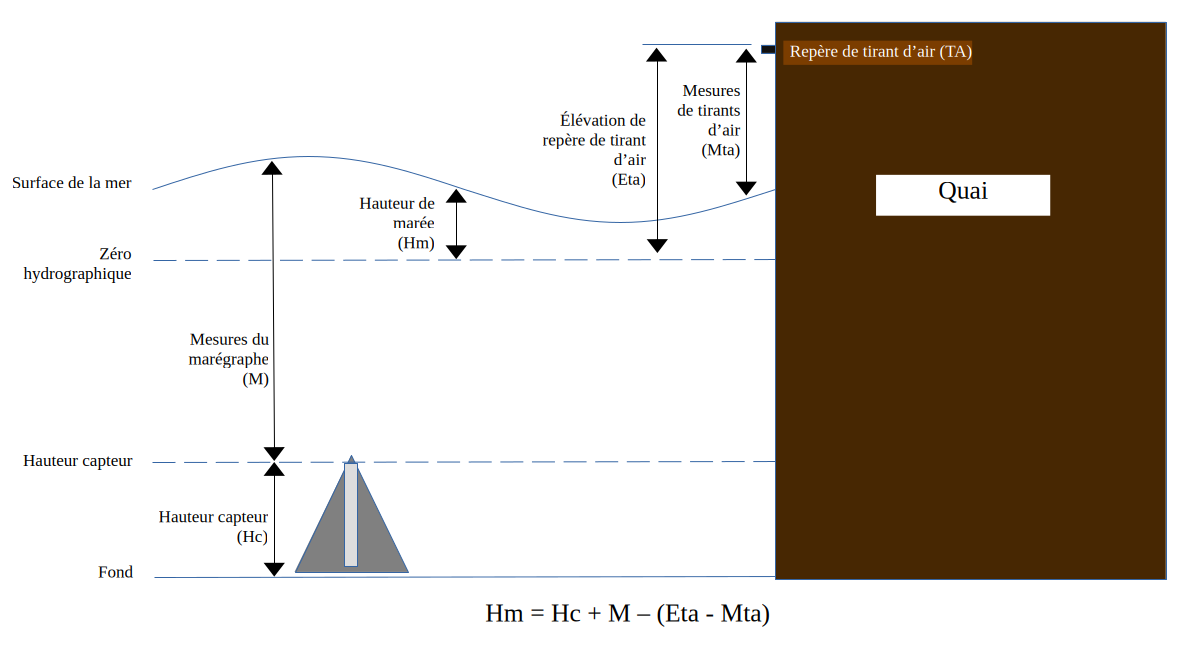 Repère de tirant d’air (TA)
Mesures
de tirants
d’air
(Mta)
Élévation de
repère de tirant
d’air
(Eta)
Surface de la mer
Quai
Hauteur de
marée
(Hm)
Zéro
hydrographique
Mesures du
marégraphe
(M)
Hauteur capteur
Hauteur capteur
(Hc)
Fond
Hm = Hc + M – (Eta - Mta)